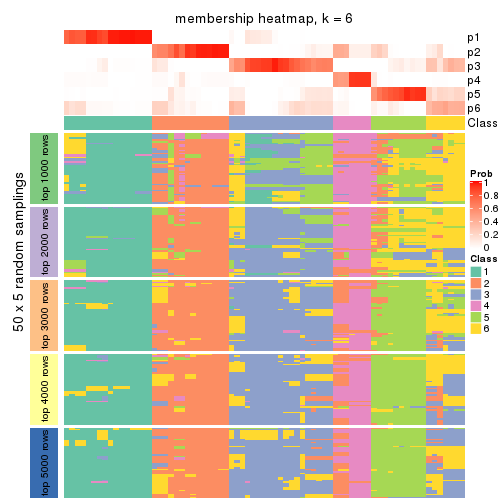 membership heatmap, k = 6
p1
p2
p3
p4
p5
p6
Class
50 x 5 random samplings
top 1000 rows
top 2000 rows
top 3000 rows
top 4000 rows
top 5000 rows
Prob
1
0.8
0.6
0.4
0.2
0
Class
1
2
3
4
5
6